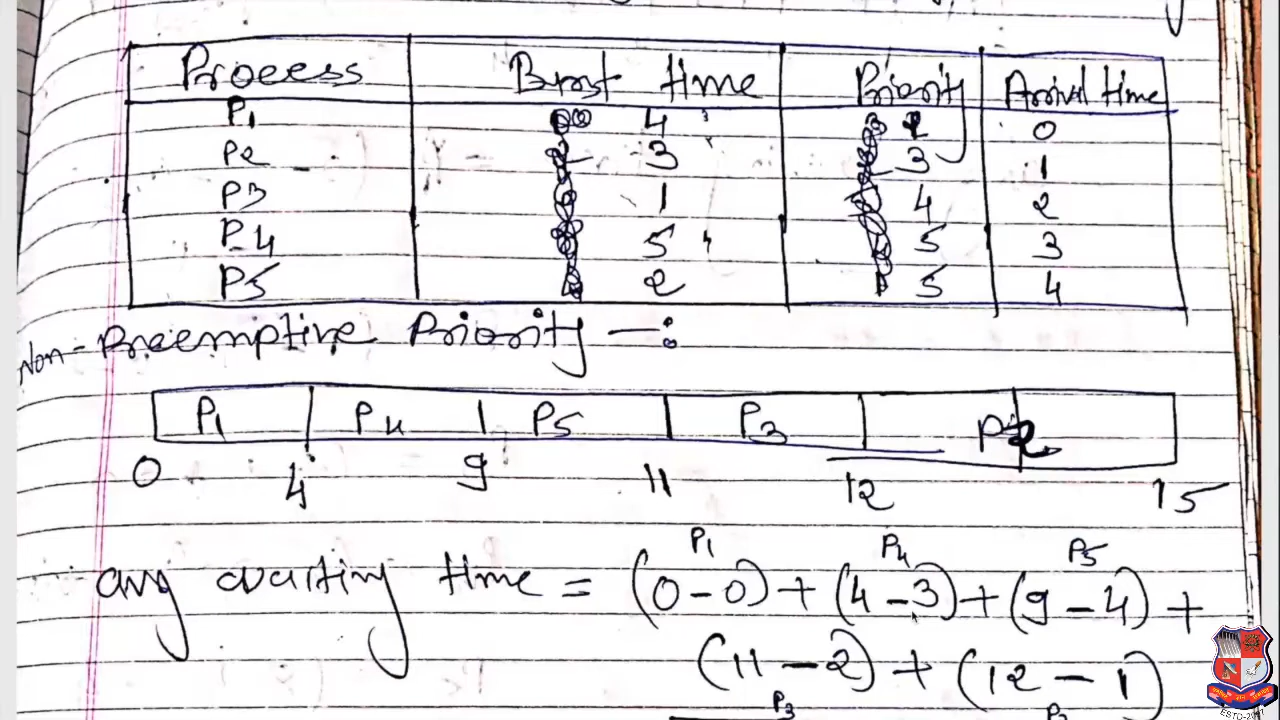 Process Burst time Priority Arrival time
P1 4 2 0
P2 3 3 1
P3 1 4 2
P4 5 5 3
P5 2 5 4
Non-Preemptive Priority —:
P1 P4 P5 P3 P2
0 4 9 11 12 15
P1 P4 P5
avg waiting time = (0-0)+(4-3)+(9-4)+
(11-2)+(12-1)
P3 P2